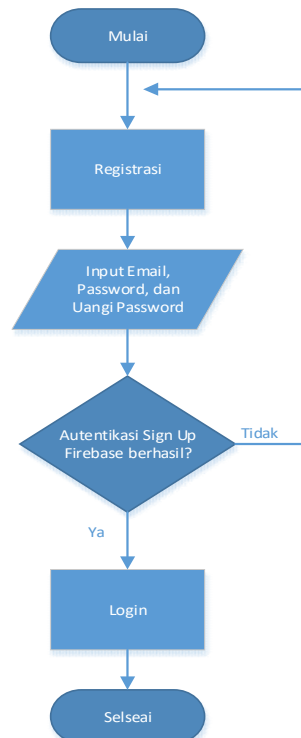 Mulai
Registrasi
Input Email,
Password, dan
Uangi Password
Autentikasi Sign Up
Firebase berhasil?
Tidak
Ya
Login
Selseai